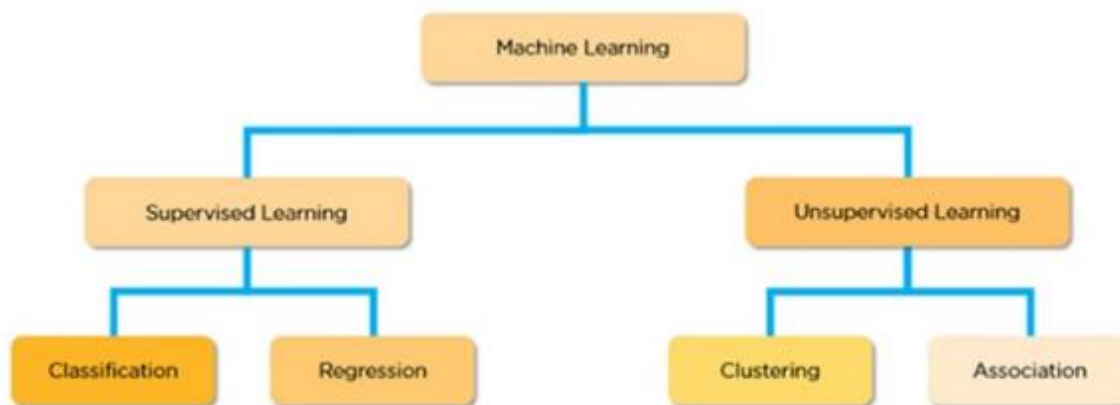 Machine Learning
Supervised Learning
Unsupervised Learning
Classification
Regression
Clustering
Association